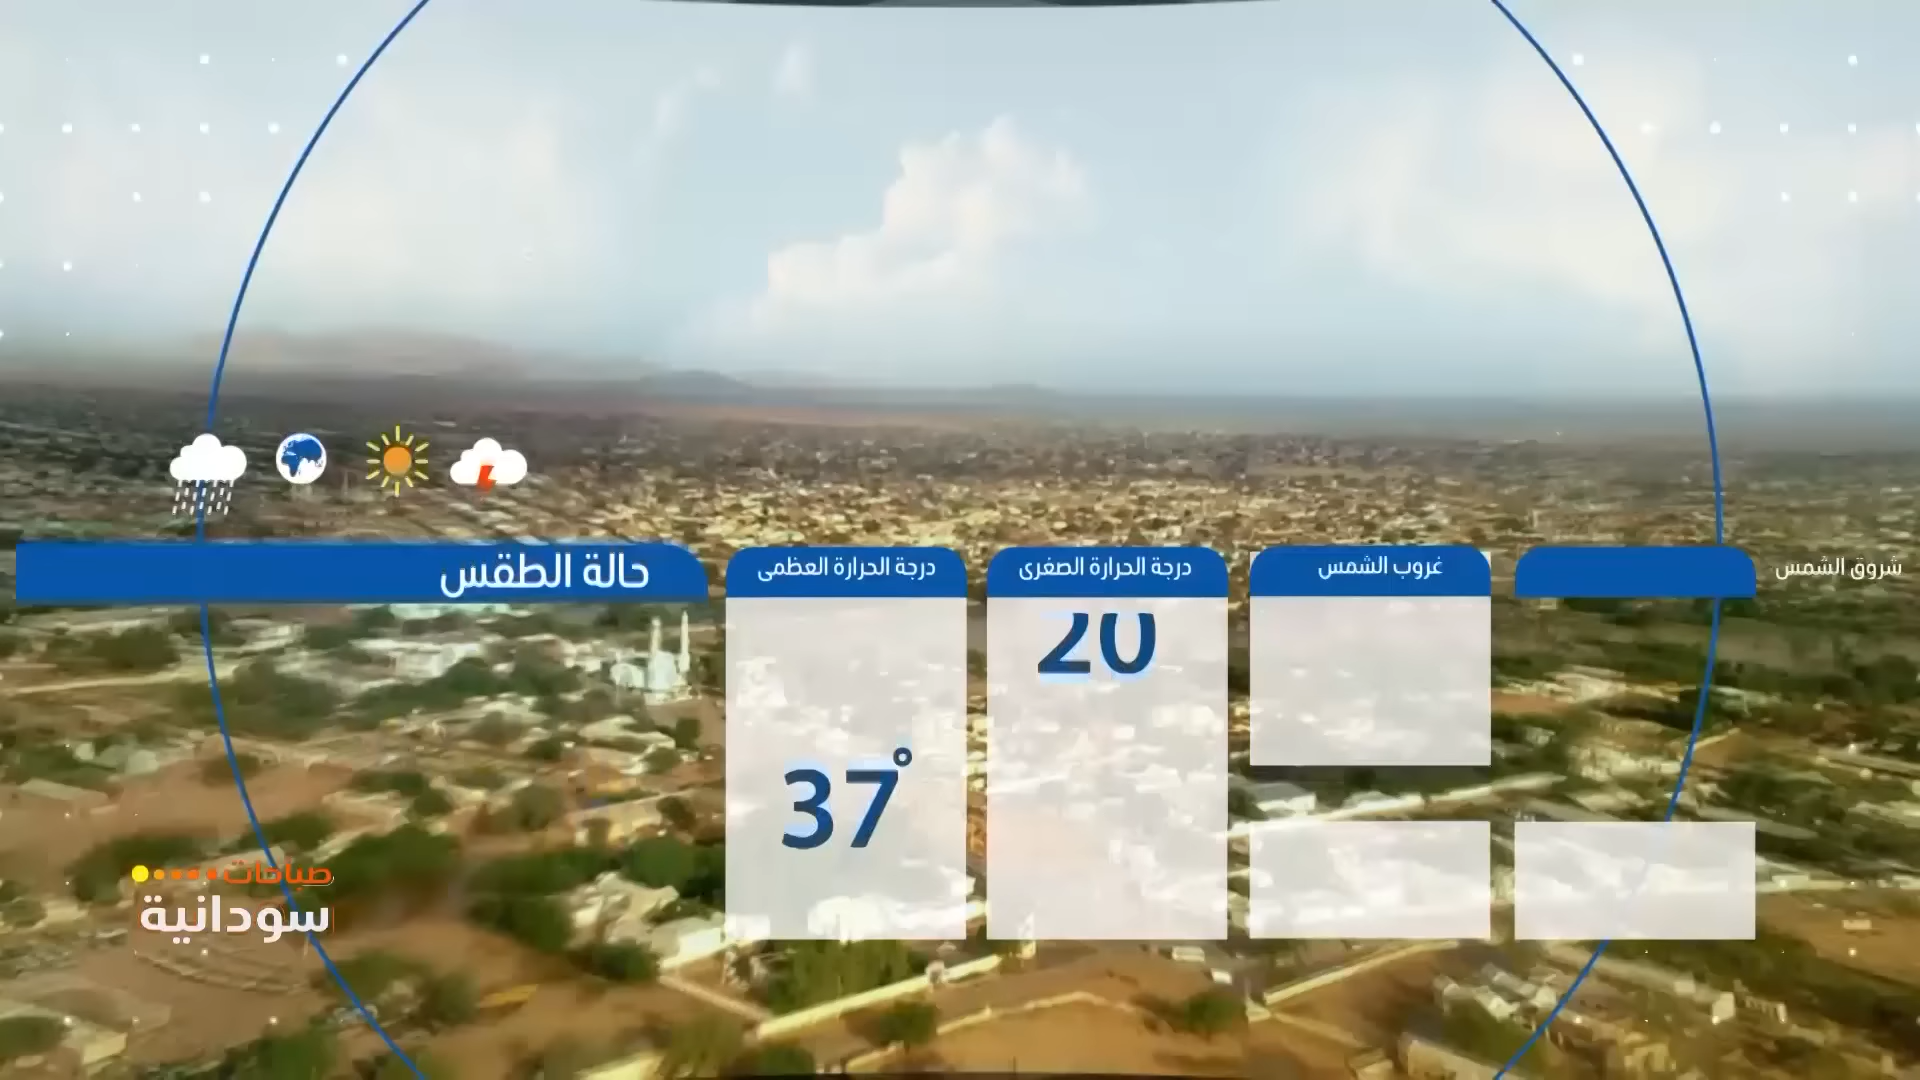 حالة الطقس
درجة الحرارة العظمى
درجة الحرارة الصغرى
غروب الشمس
شروق الشمس
37°
20
صباحات
سودانية